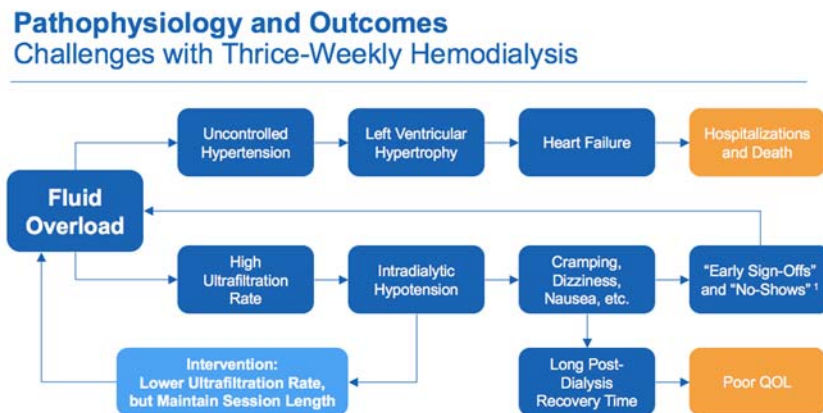 Pathophysiology and Outcomes
Challenges with Thrice-Weekly Hemodialysis
Uncontrolled
Hypertension
Left Ventricular
Hypertrophy
Heart Failure
Hospitalizations
and Death
Fluid
Overload
High
Ultrafiltration
Rate
Intradialytic
Hypotension
Cramping,
Dizziness,
Nausea, etc.
“Early Sign-Offs”
and “No-Shows” 1
Intervention:
Lower Ultrafiltration Rate,
but Maintain Session Length
Long Post-
Dialysis
Recovery Time
Poor QOL